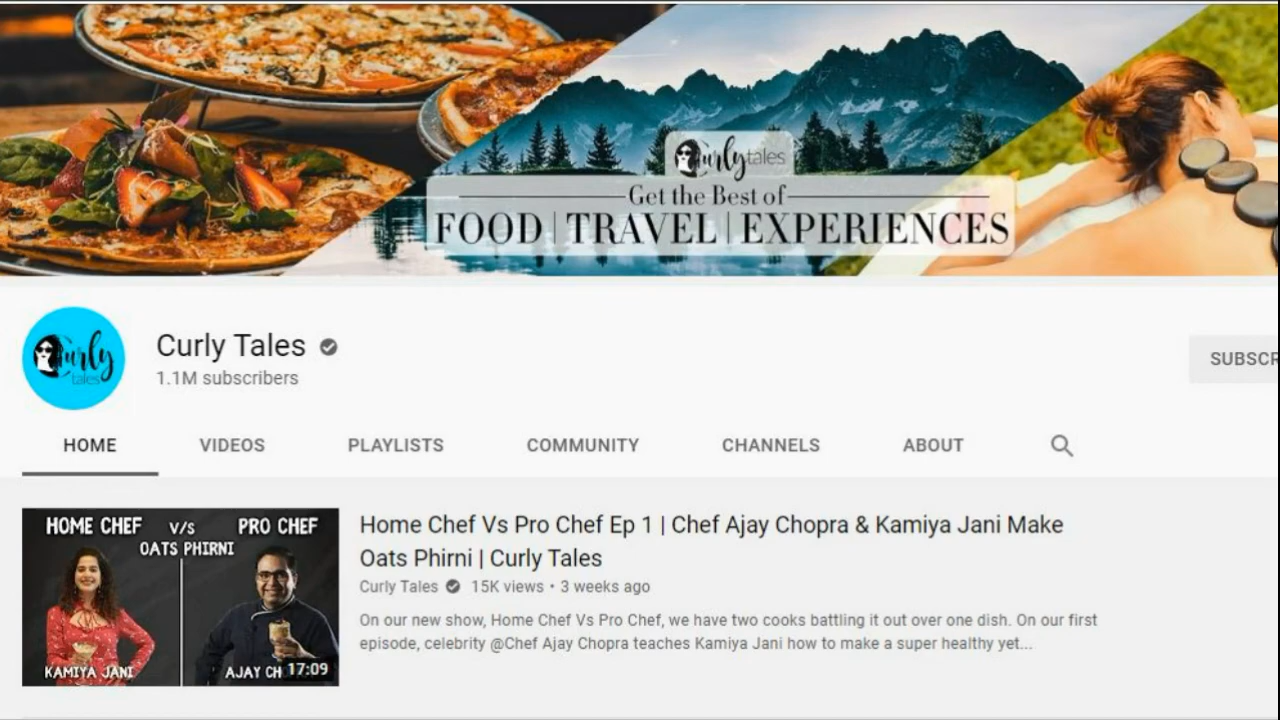 Curly tales
Get the Best of
FOOD | TRAVEL | EXPERIENCES
Curly tales
Curly Tales
1.1M subscribers
SUBSCR
HOME
VIDEOS
PLAYLISTS
COMMUNITY
CHANNELS
ABOUT
HOME CHEF V/S PRO CHEF
OATS PHIRNI
KAMIYA JANI
AJAY CH
17:09
Home Chef Vs Pro Chef Ep 1 | Chef Ajay Chopra & Kamiya Jani Make
Oats Phirni | Curly Tales
Curly Tales 15K views • 3 weeks ago
On our new show, Home Chef Vs Pro Chef, we have two cooks battling it out over one dish. On our first
episode, celebrity @Chef Ajay Chopra teaches Kamiya Jani how to make a super healthy yet...